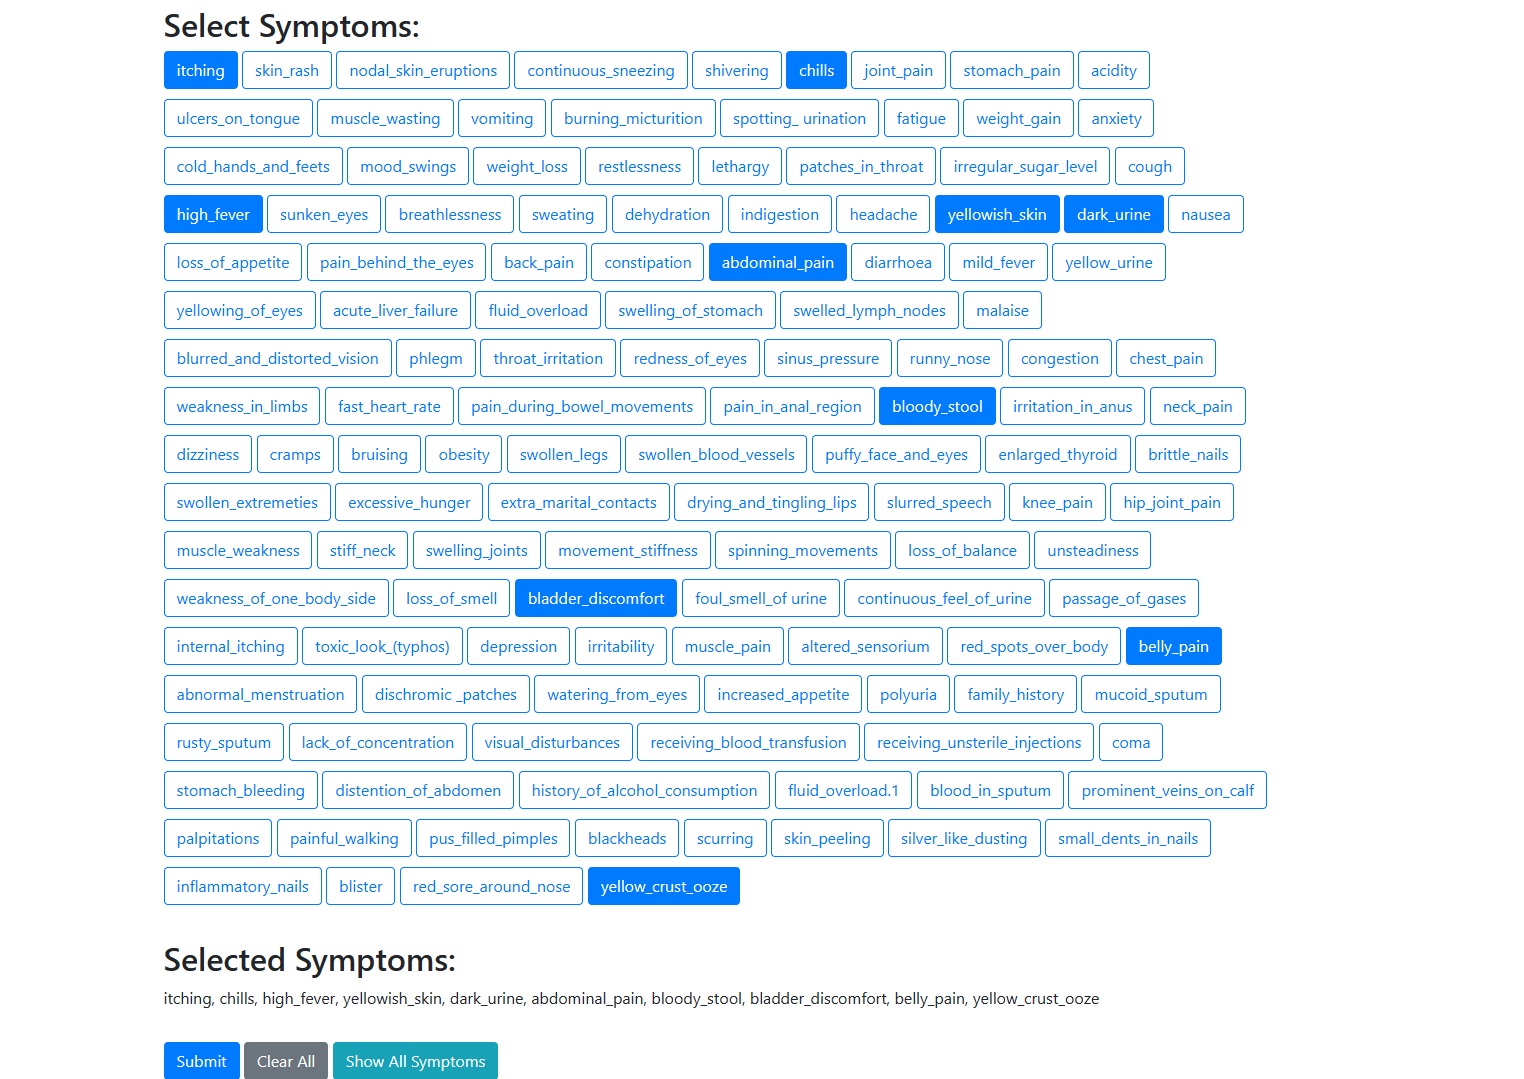 Select Symptoms:
itching skin_rash nodal_skin_eruptions continuous_sneezing shivering chills joint_pain stomach_pain acidity
ulcers_on_tongue muscle_wasting vomiting burning_micturition spotting_ urination fatigue weight_gain anxiety
cold_hands_and_feets mood_swings weight_loss restlessness lethargy patches_in_throat irregular_sugar_level cough
high_fever sunken_eyes breathlessness sweating dehydration indigestion headache yellowish_skin dark_urine nausea
loss_of_appetite pain_behind_the_eyes back_pain constipation abdominal_pain diarrhoea mild_fever yellow_urine
yellowing_of_eyes acute_liver_failure fluid_overload swelling_of_stomach swelled_lymph_nodes malaise
blurred_and_distorted_vision phlegm throat_irritation redness_of_eyes sinus_pressure runny_nose congestion chest_pain
weakness_in_limbs fast_heart_rate pain_during_bowel_movements pain_in_anal_region bloody_stool irritation_in_anus neck_pain
dizziness cramps bruising obesity swollen_legs swollen_blood_vessels puffy_face_and_eyes enlarged_thyroid brittle_nails
swollen_extremeties excessive_hunger extra_marital_contacts drying_and_tingling_lips slurred_speech knee_pain hip_joint_pain
muscle_weakness stiff_neck swelling_joints movement_stiffness spinning_movements loss_of_balance unsteadiness
weakness_of_one_body_side loss_of_smell bladder_discomfort foul_smell_of urine continuous_feel_of_urine passage_of_gases
internal_itching toxic_look_(typhos) depression irritability muscle_pain altered_sensorium red_spots_over_body belly_pain
abnormal_menstruation dischromic _patches watering_from_eyes increased_appetite polyuria family_history mucoid_sputum
rusty_sputum lack_of_concentration visual_disturbances receiving_blood_transfusion receiving_unsterile_injections coma
stomach_bleeding distention_of_abdomen history_of_alcohol_consumption fluid_overload.1 blood_in_sputum prominent_veins_on_calf
palpitations painful_walking pus_filled_pimples blackheads scurring skin_peeling silver_like_dusting small_dents_in_nails
inflammatory_nails blister red_sore_around_nose yellow_crust_ooze
Selected Symptoms:
itching, chills, high_fever, yellowish_skin, dark_urine, abdominal_pain, bloody_stool, bladder_discomfort, belly_pain, yellow_crust_ooze
Submit Clear All Show All Symptoms